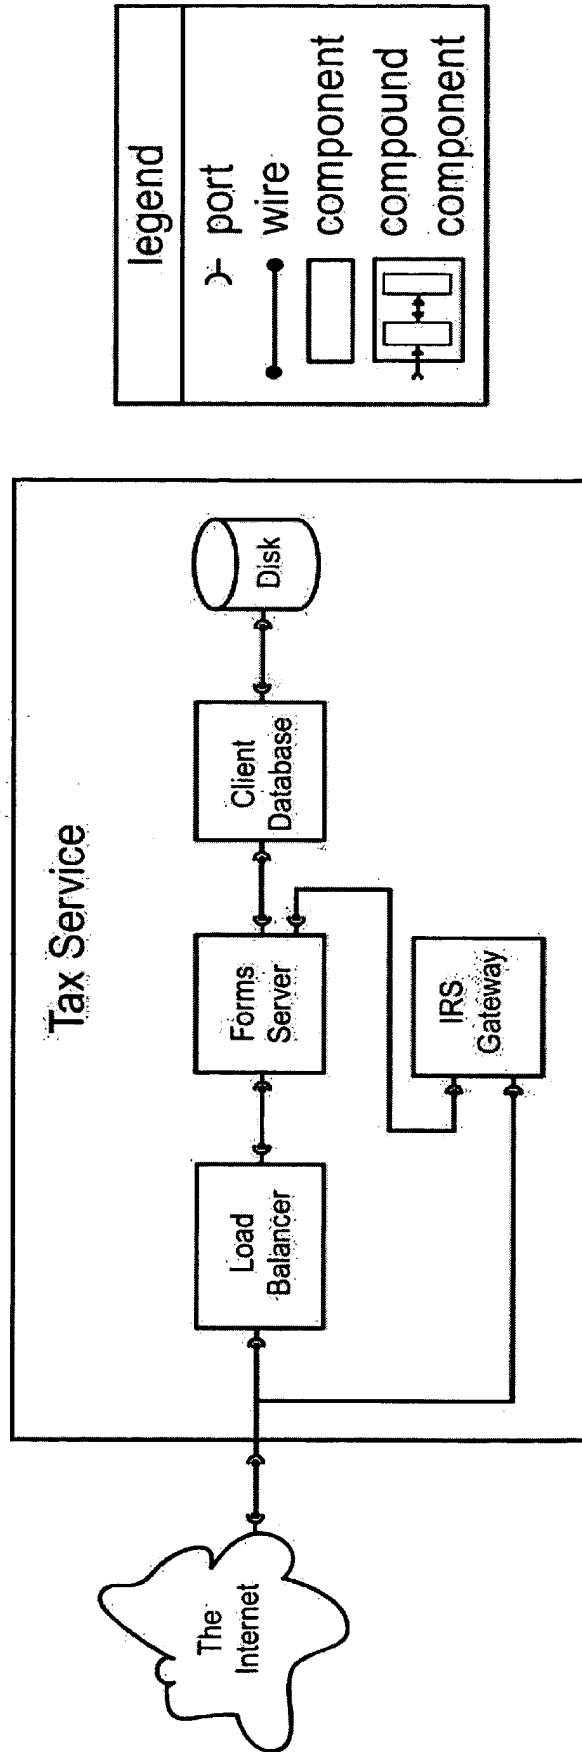 Tax Service
The
Internet
Load
Balancer
Forms
Server
Client
Database
Disk
IRS
Gateway
legend
port
wire
component
compound
component